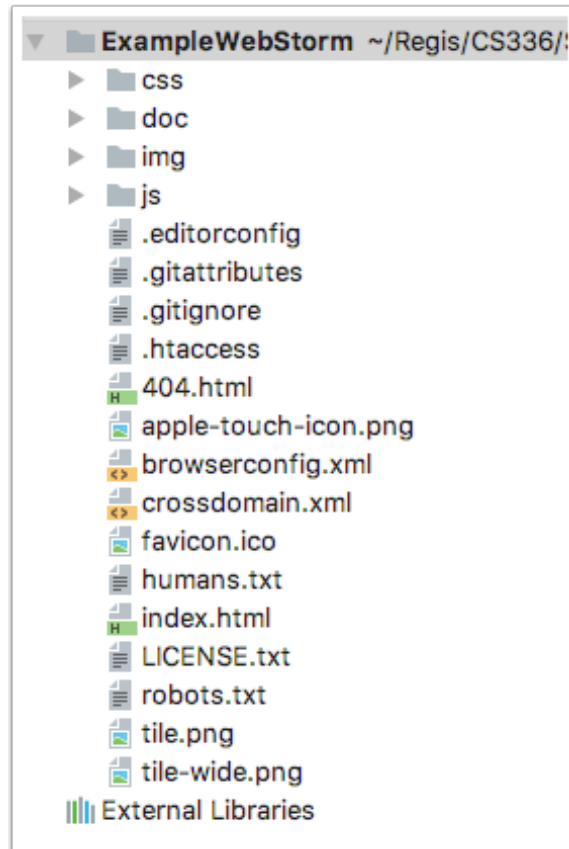 ExampleWebStorm ~/Regis/CS336/
css
doc
img
js
.editorconfig
.gitattributes
.gitignore
.htaccess
404.html
apple-touch-icon.png
browserconfig.xml
crossdomain.xml
favicon.ico
humans.txt
index.html
LICENSE.txt
robots.txt
tile.png
tile-wide.png
External Libraries